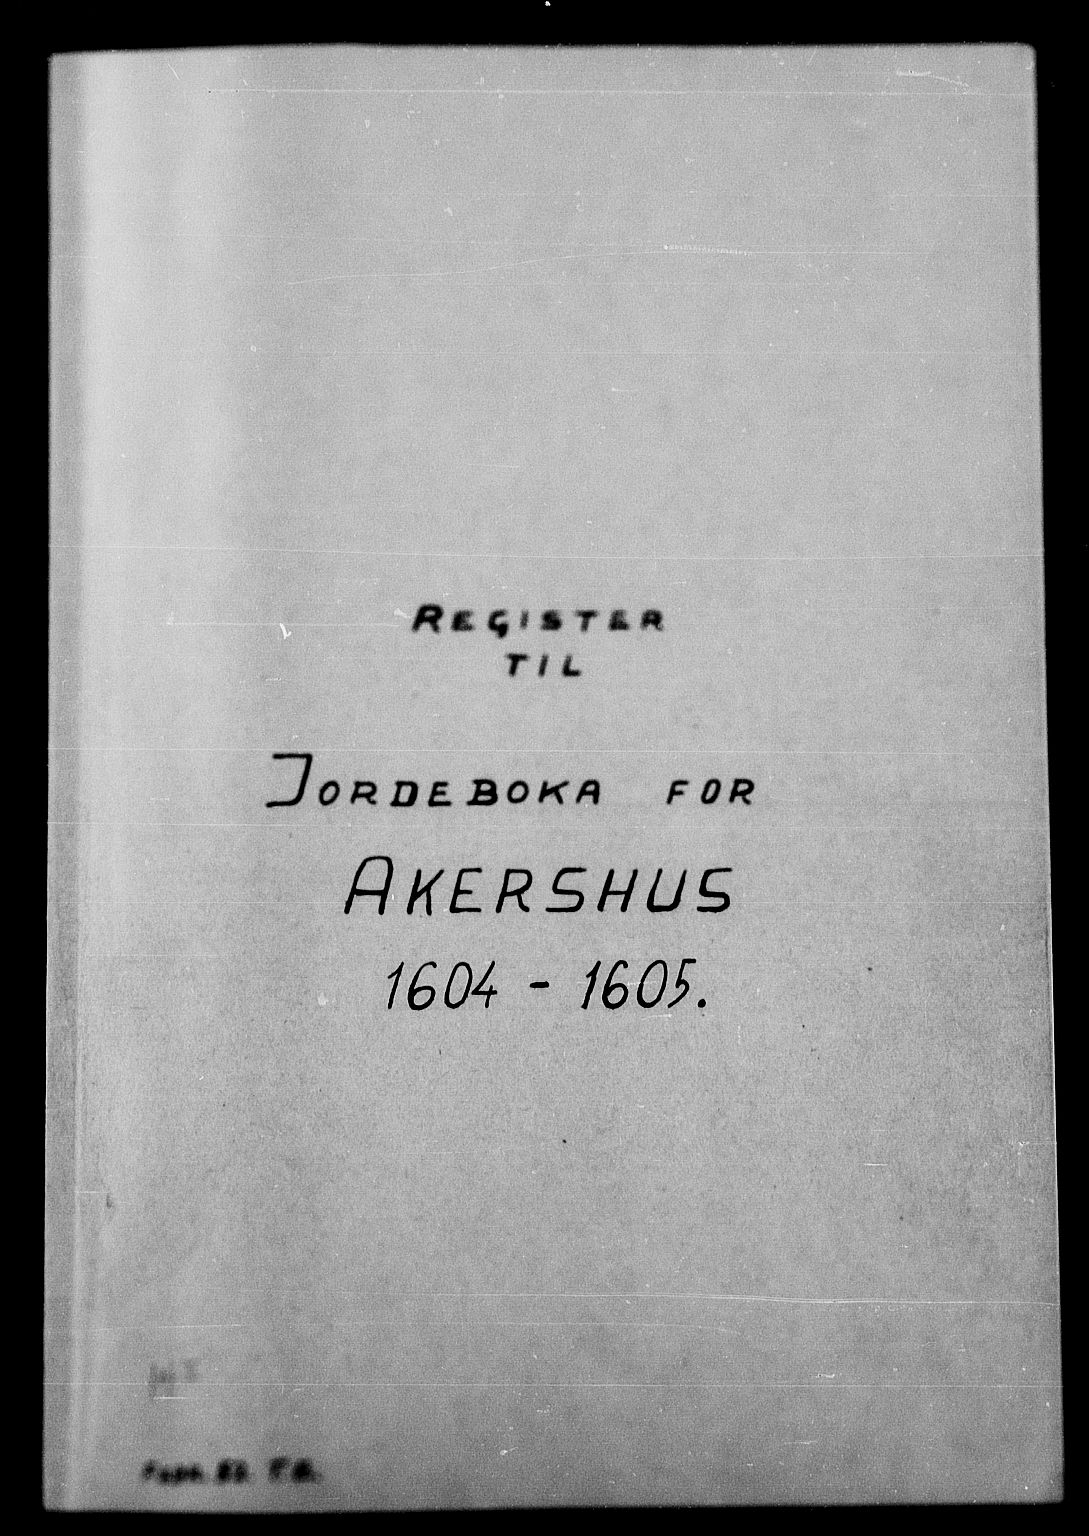 REGISTER
TIL
JORDEBOKA FOR
AKERSHUS
1604 - 1605.